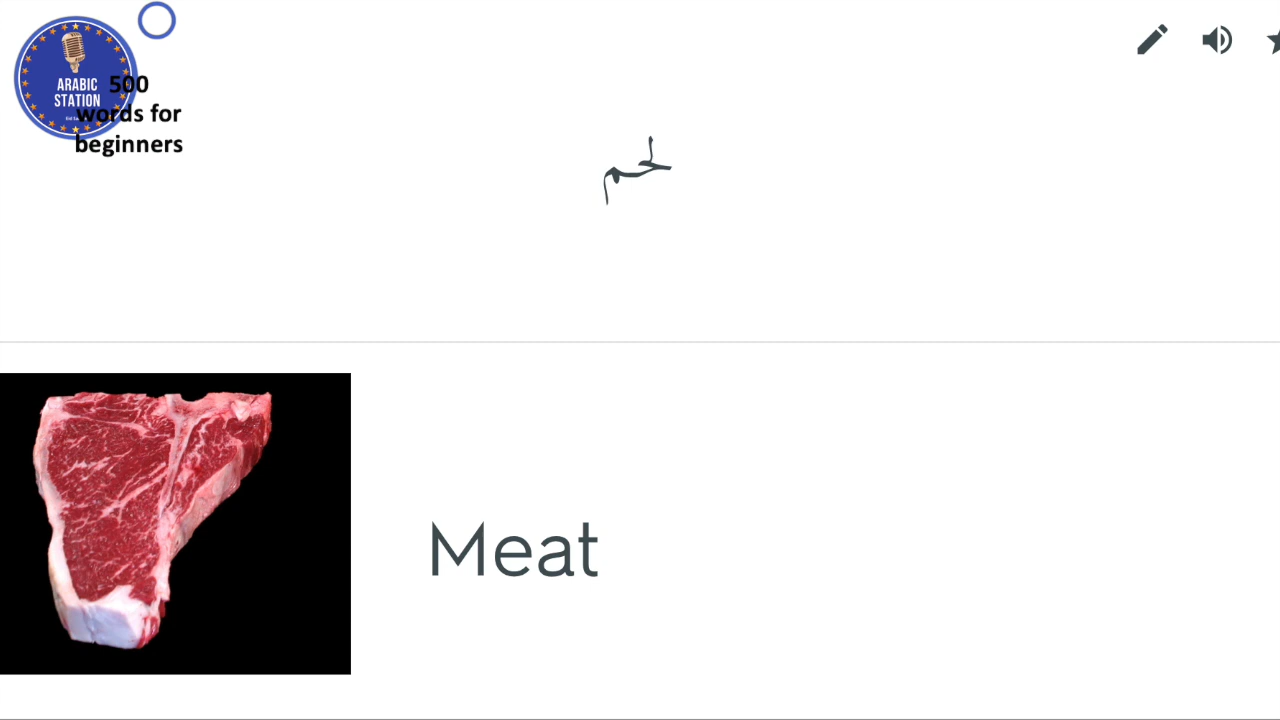 ARABIC
STATION
500
words for
beginners
لحم
Meat